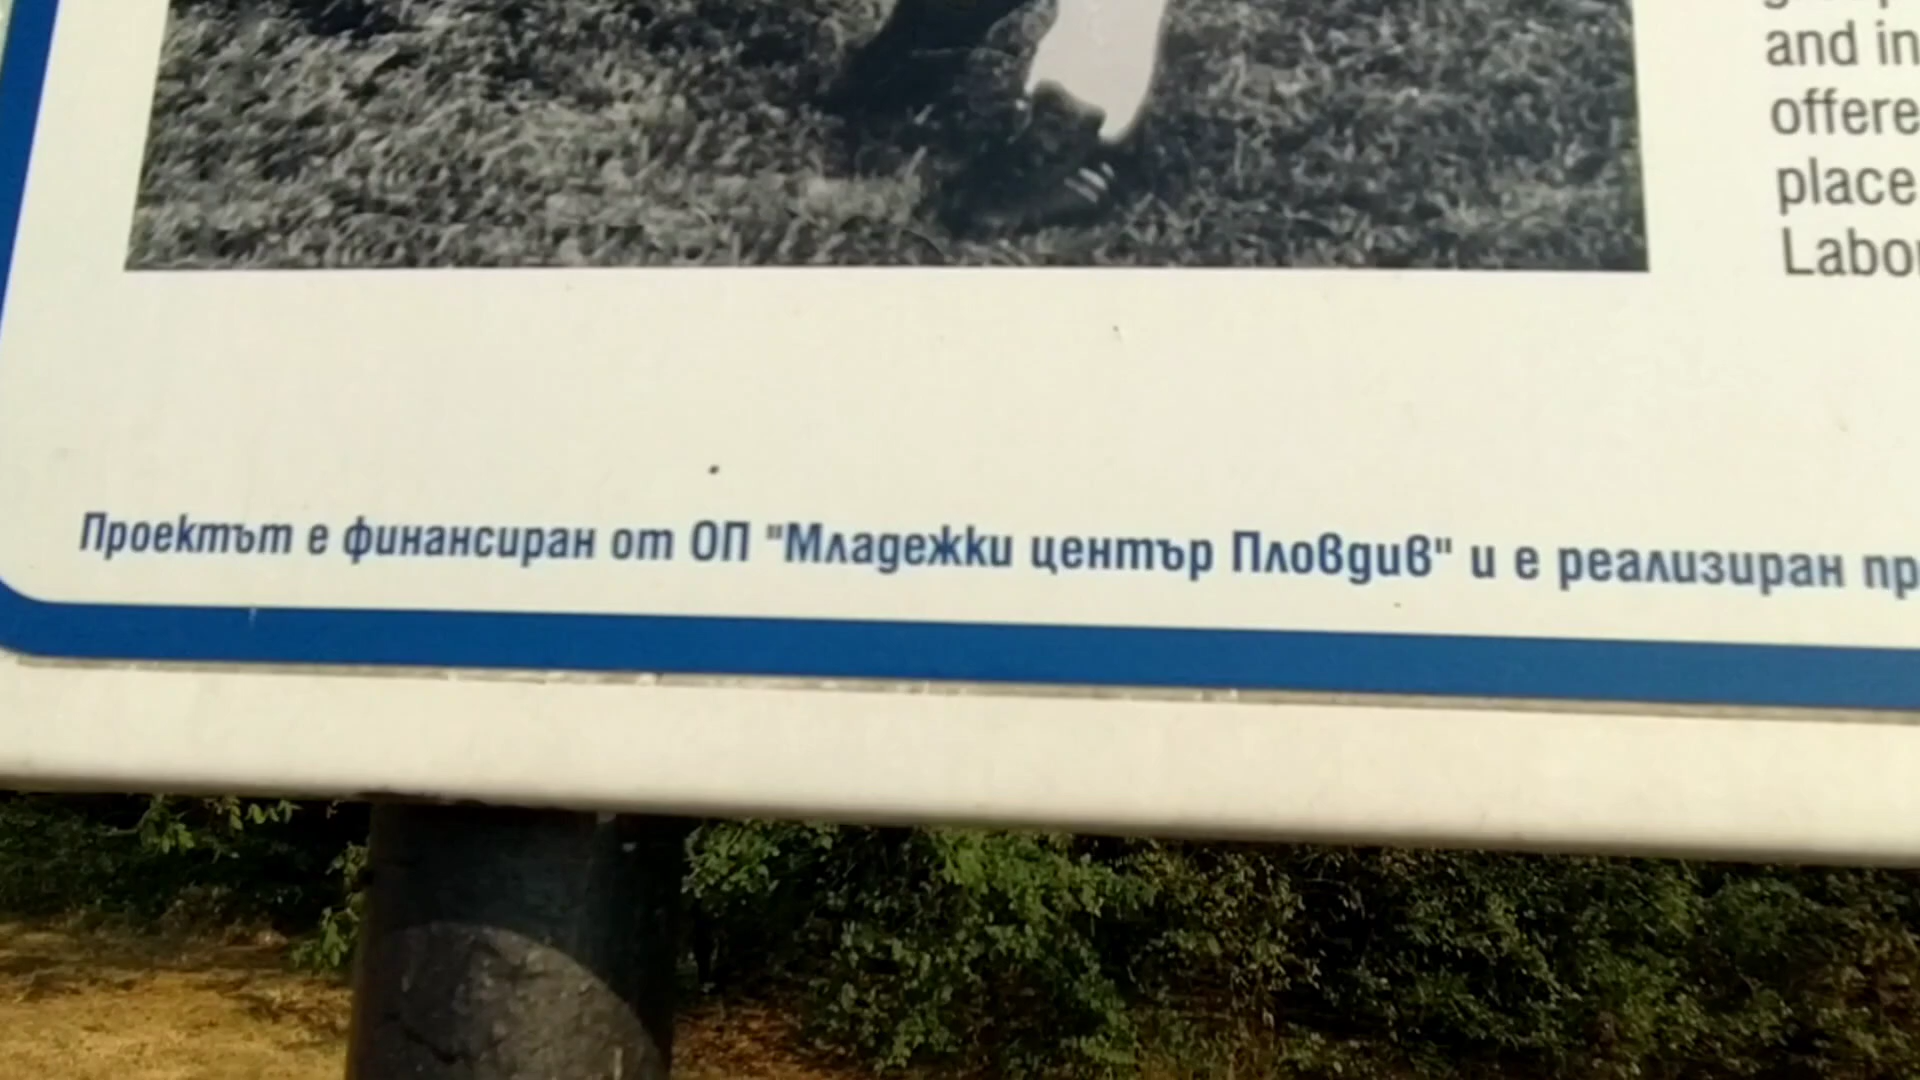 and in
offere
place
Labo
Проектът е финансиран от ОП "Младежки център Пловдив" и е реализиран пр